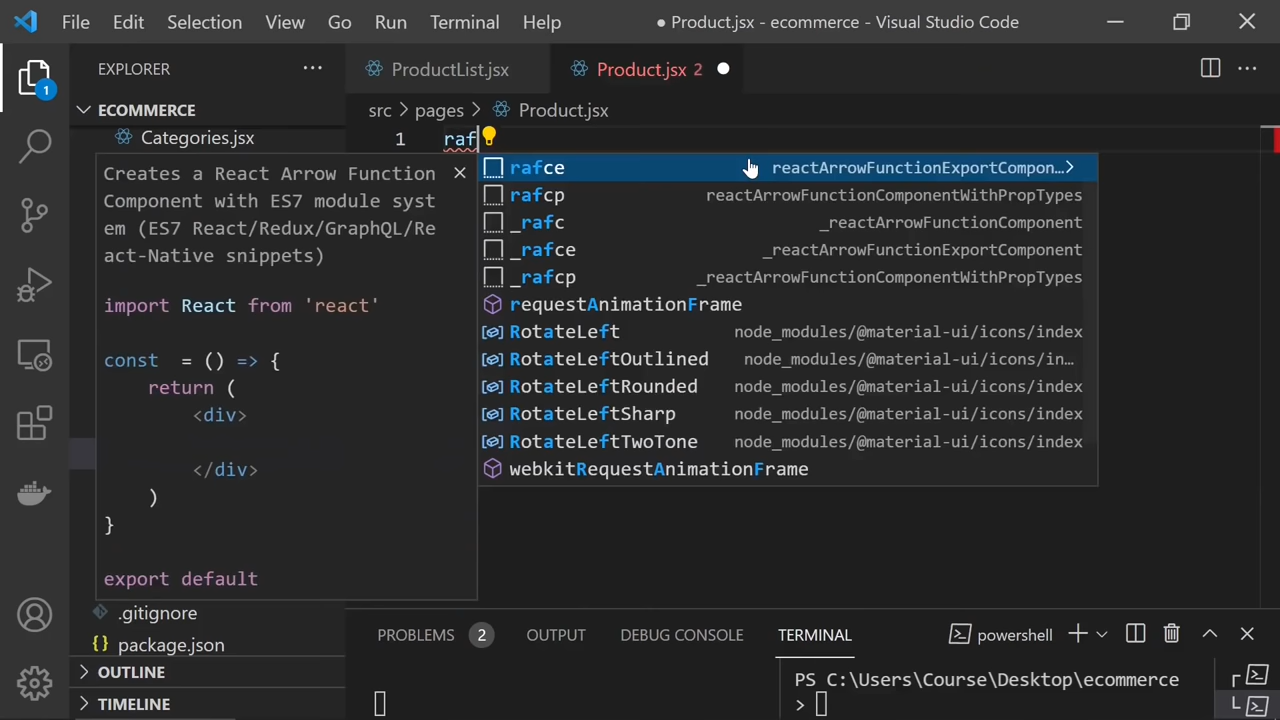 File Edit Selection View Go Run Terminal Help
● Product.jsx - ecommerce - Visual Studio Code
EXPLORER ···
ProductList.jsx
Product.jsx 2
1
ECOMMERCE
src > pages > Product.jsx
Categories.jsx
1 raf
Creates a React Arrow Function
Component with ES7 module syst
em (ES7 React/Redux/GraphQL/Re
act-Native snippets)
import React from 'react'
const = () => {
return (
<div>
</div>
)
}
export default
rafce reactArrowFunctionExportCompon…
rafcp reactArrowFunctionComponentWithPropTypes
_rafc _reactArrowFunctionComponent
_rafce _reactArrowFunctionExportComponent
_rafcp _reactArrowFunctionComponentWithPropTypes
requestAnimationFrame
RotateLeft node_modules/@material-ui/icons/index
RotateLeftOutlined node_modules/@material-ui/icons/in…
RotateLeftRounded node_modules/@material-ui/icons/index
RotateLeftSharp node_modules/@material-ui/icons/index
RotateLeftTwoTone node_modules/@material-ui/icons/index
webkitRequestAnimationFrame
.gitignore
{} package.json
OUTLINE
TIMELINE
PROBLEMS 2 OUTPUT DEBUG CONSOLE TERMINAL powershell
PS C:\Users\Course\Desktop\ecommerce
>